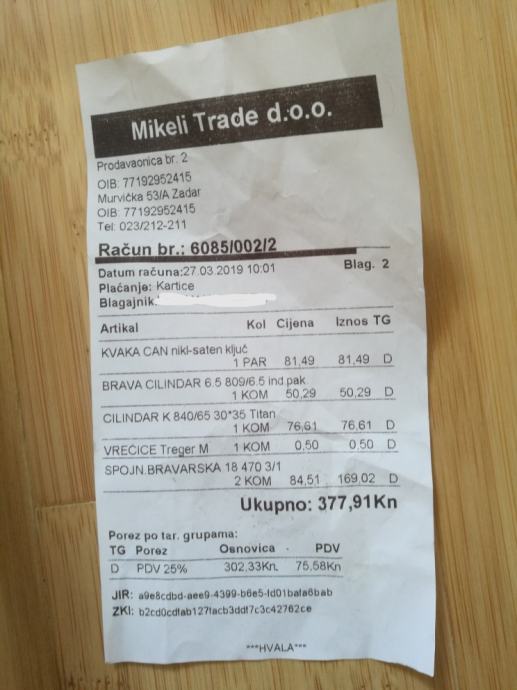 Mikeli Trade d.o.o.
Prodavaonica br. 2
OIB: 77192952415
Murvička 53/A Zadar
OIB: 77192952415
Tel: 023/212-211
Račun br.: 6085/002/2
Datum računa:27.03.2019 10:01 Blag. 2
Plaćanje: Kartice
Blagajnik:
Artikal Kol Cijena Iznos TG
KVAKA CAN nikl-saten ključ
1 PAR 81,49 81,49 D
BRAVA CILINDAR 6.5 809/6.5 ind pak.
1 KOM 50,29 50,29 D
CILINDAR K 840/65 30*35 Titan
1 KOM 76,61 76,61 D
VREĆICE Treger M 1 KOM 0,50 0,50 D
SPOJN.BRAVARSKA 18 470 3/1
2 KOM 84,51 169,02 D
Ukupno: 377,91Kn
Porez po tar. grupama:
TG Porez Osnovica PDV
D PDV 25% 302,33Kn. 75,58Kn
JIR: a9e8cdbd-aee9-4399-b6e5-fd01bafa6bab
ZKI: b2cd0cdfab127facb3ddf7c3c42762ce
***HVALA***